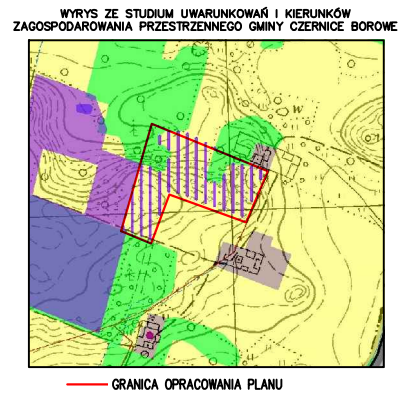 WYRYS ZE STUDIUM UWARUNKOWAŃ I KIERUNKÓW
ZAGOSPODAROWANIA PRZESTRZENNEGO GMINY CZERNICE BOROWE
W
GRANICA OPRACOWANIA PLANU